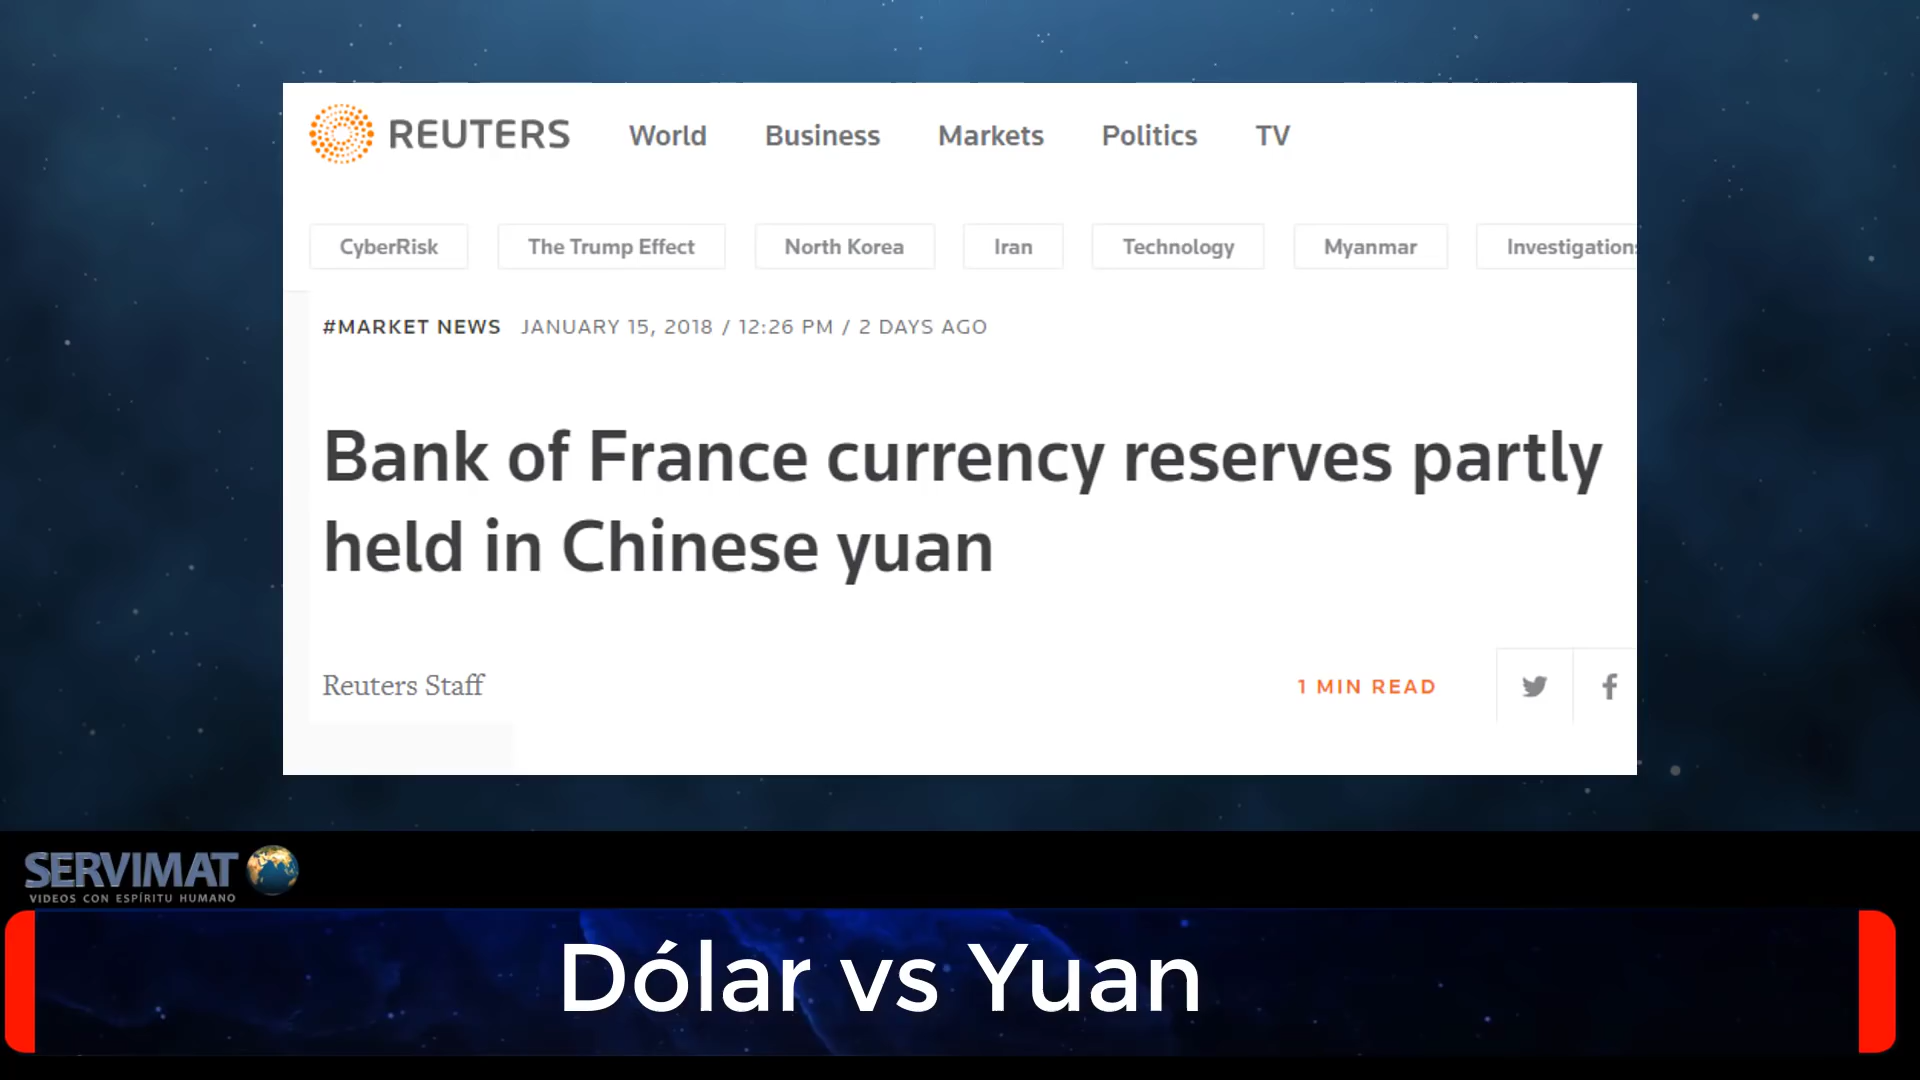 REUTERS World Business Markets Politics TV
CyberRisk The Trump Effect North Korea Iran Technology Myanmar Investigations
#MARKET NEWS JANUARY 15, 2018 / 12:26 PM / 2 DAYS AGO
Bank of France currency reserves partly
held in Chinese yuan
Reuters Staff 1 MIN READ
SERVIMAT
VIDEOS CON ESPÍRITU HUMANO
Dólar vs Yuan